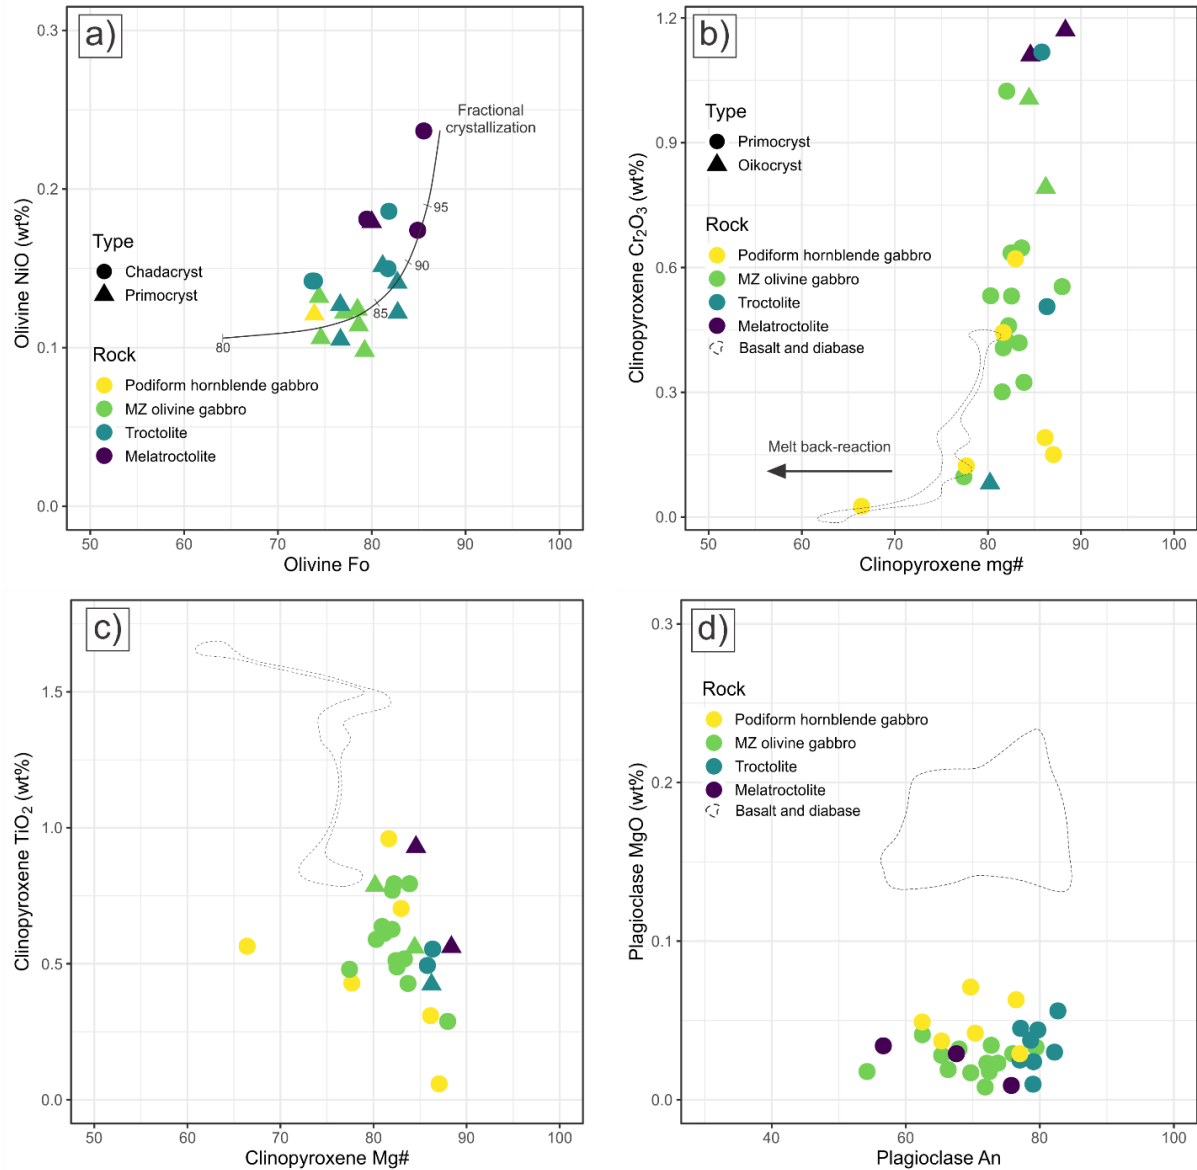 a)
0.3
0.2
0.1
0.0
Olivine NiO (wt%)
Fractional
crystallization
95
90
85
80
Type
Chadacryst
Primocryst
Rock
Podiform hornblende gabbro
MZ olivine gabbro
Troctolite
Melatroctolite
50 60 70 80 90 100
Olivine Fo
b)
1.2
0.9
0.6
0.3
0.0
Clinopyroxene Cr₂O₃ (wt%)
Type
Primocryst
Oikocryst
Rock
Podiform hornblende gabbro
MZ olivine gabbro
Troctolite
Melatroctolite
Basalt and diabase
Melt back-reaction
50 60 70 80 90 100
Clinopyroxene mg#
c)
1.5
1.0
0.5
0.0
Clinopyroxene TiO₂ (wt%)
50 60 70 80 90 100
Clinopyroxene Mg#
d)
0.3
0.2
0.1
0.0
Plagioclase MgO (wt%)
Rock
Podiform hornblende gabbro
MZ olivine gabbro
Troctolite
Melatroctolite
Basalt and diabase
40 60 80 100
Plagioclase An